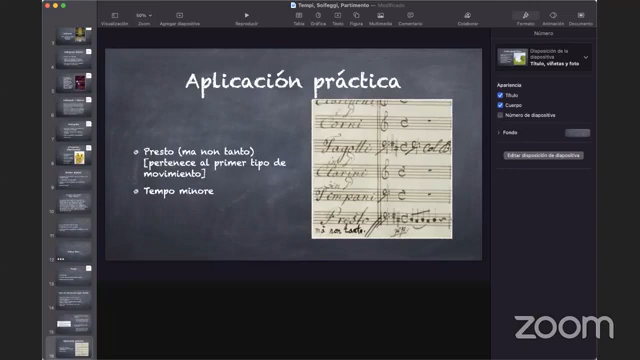 Tempi, Solfeggi, Partimento — Modificado
50%
Visualización
Zoom
Agregar diapositiva
Reproducir
Tabla
Gráfica
Texto
Figura
Multimedia
Comentario
Colaborar
Formato
Animación
Documento
Número
Disposición de la
diapositiva
Título, viñetas y foto
Apariencia
Título
Cuerpo
Número de diapositiva
Fondo
Editar disposición de diapositiva
Aplicación práctica
Presto (ma non tanto)
[pertenece al primer tipo de
movimiento]
Tempo minore
Corni
Fagotti
Clarini
Timpani
Presto
mà non tanto.
zoom